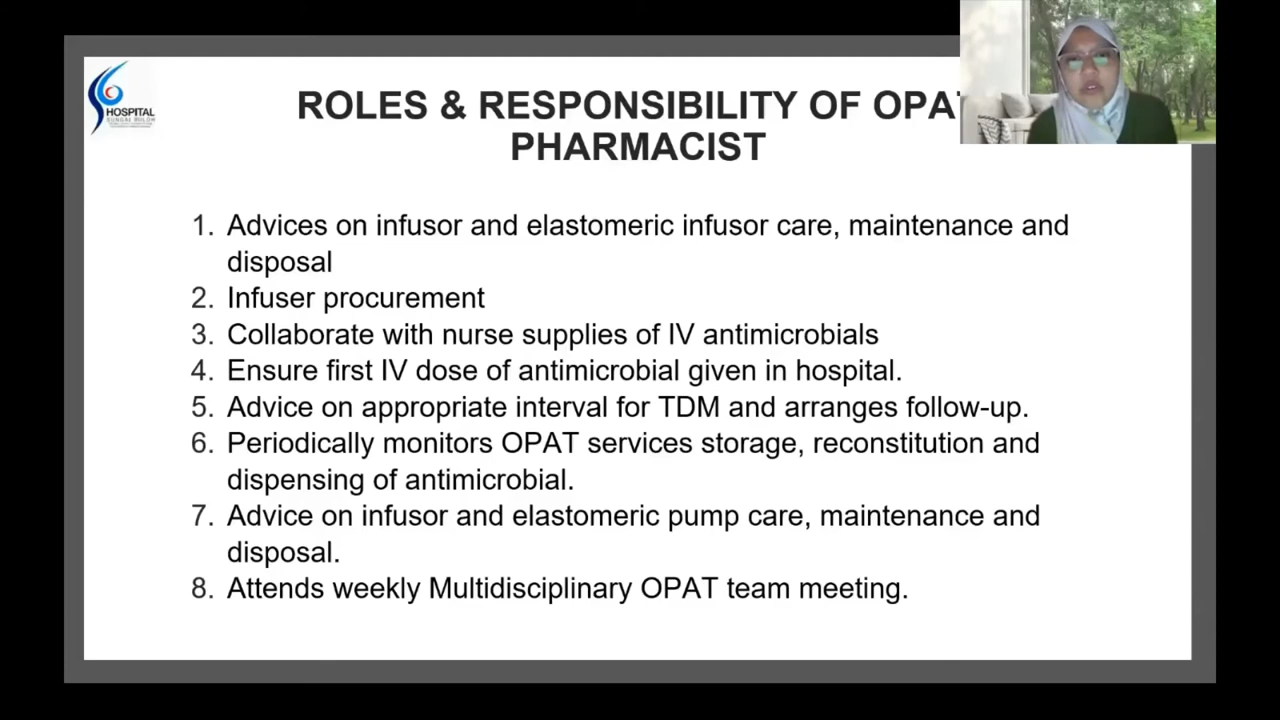 HOSPITAL
SUNGAI BULOH
ROLES & RESPONSIBILITY OF OPAT
PHARMACIST
1. Advices on infusor and elastomeric infusor care, maintenance and
disposal
2. Infuser procurement
3. Collaborate with nurse supplies of IV antimicrobials
4. Ensure first IV dose of antimicrobial given in hospital.
5. Advice on appropriate interval for TDM and arranges follow-up.
6. Periodically monitors OPAT services storage, reconstitution and
dispensing of antimicrobial.
7. Advice on infusor and elastomeric pump care, maintenance and
disposal.
8. Attends weekly Multidisciplinary OPAT team meeting.